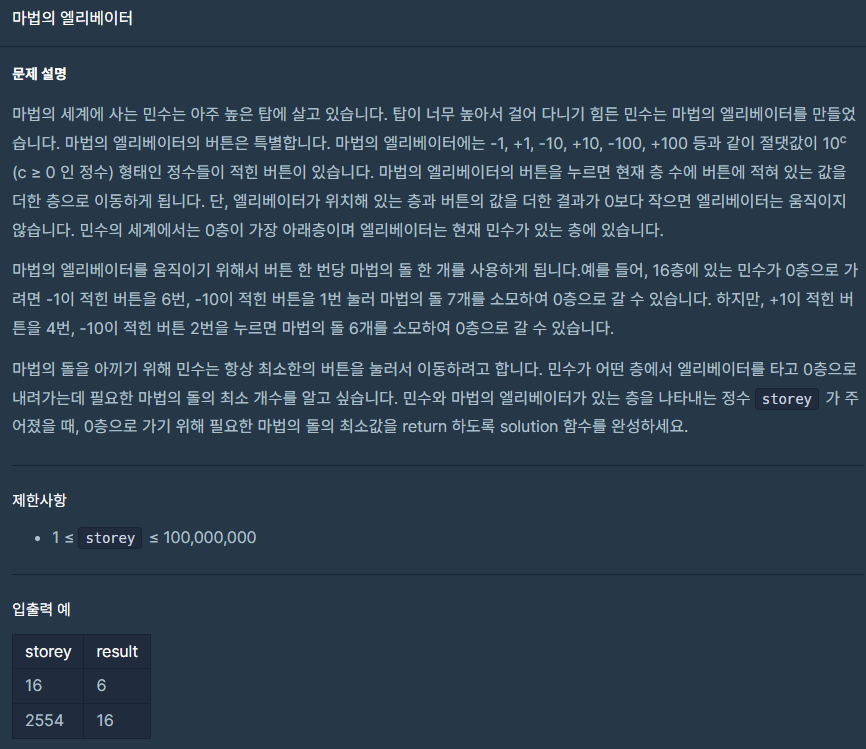 마법의 엘리베이터
문제 설명
마법의 세계에 사는 민수는 아주 높은 탑에 살고 있습니다. 탑이 너무 높아서 걸어 다니기 힘든 민수는 마법의 엘리베이터를 만들었
습니다. 마법의 엘리베이터의 버튼은 특별합니다. 마법의 엘리베이터에는 -1, +1, -10, +10, -100, +100 등과 같이 절댓값이 10ᶜ
(c ≥ 0 인 정수) 형태인 정수들이 적힌 버튼이 있습니다. 마법의 엘리베이터의 버튼을 누르면 현재 층 수에 버튼에 적혀 있는 값을
더한 층으로 이동하게 됩니다. 단, 엘리베이터가 위치해 있는 층과 버튼의 값을 더한 결과가 0보다 작으면 엘리베이터는 움직이지
않습니다. 민수의 세계에서는 0층이 가장 아래층이며 엘리베이터는 현재 민수가 있는 층에 있습니다.
마법의 엘리베이터를 움직이기 위해서 버튼 한 번당 마법의 돌 한 개를 사용하게 됩니다.예를 들어, 16층에 있는 민수가 0층으로 가
려면 -1이 적힌 버튼을 6번, -10이 적힌 버튼을 1번 눌러 마법의 돌 7개를 소모하여 0층으로 갈 수 있습니다. 하지만, +1이 적힌 버
튼을 4번, -10이 적힌 버튼 2번을 누르면 마법의 돌 6개를 소모하여 0층으로 갈 수 있습니다.
마법의 돌을 아끼기 위해 민수는 항상 최소한의 버튼을 눌러서 이동하려고 합니다. 민수가 어떤 층에서 엘리베이터를 타고 0층으로
내려가는데 필요한 마법의 돌의 최소 개수를 알고 싶습니다. 민수와 마법의 엘리베이터가 있는 층을 나타내는 정수 storey 가 주
어졌을 때, 0층으로 가기 위해 필요한 마법의 돌의 최소값을 return 하도록 solution 함수를 완성하세요.
제한사항
• 1 ≤ storey ≤ 100,000,000
입출력 예
storey result
16 6
2554 16